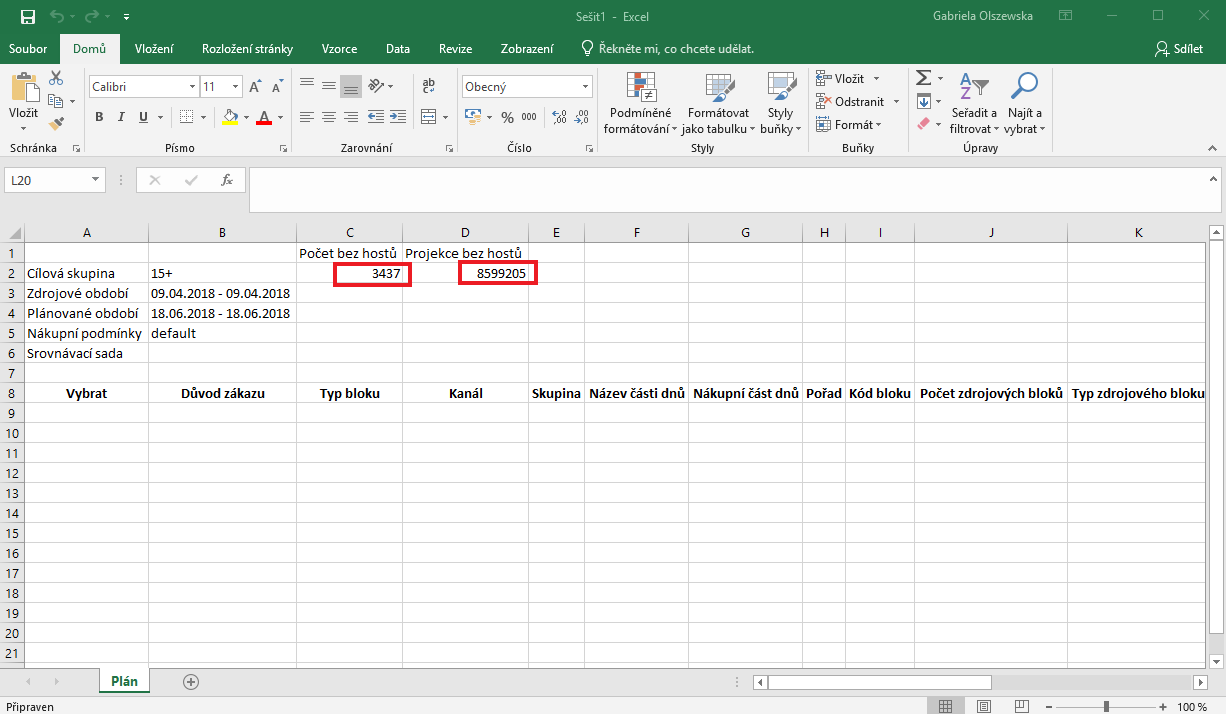 Sešit1 - Excel
Gabriela Olszewska
Soubor Domů Vložení Rozložení stránky Vzorce Data Revize Zobrazení Řekněte mi, co chcete udělat. Sdílet
Vložit
Schránka
Calibri 11
B I U
Písmo
Zarovnání
Obecný
% 000
Číslo
Podmíněné formátování
Formátovat jako tabulku
Styly buňky
Styly
Vložit
Odstranit
Formát
Buňky
Seřadit a filtrovat
Najít a vybrat
Úpravy
L20
fx
A B C D E F G H I J K
1 Počet bez hostů Projekce bez hostů
2 Cílová skupina 15+ 3437 8599205
3 Zdrojové období 09.04.2018 - 09.04.2018
4 Plánované období 18.06.2018 - 18.06.2018
5 Nákupní podmínky default
6 Srovnávací sada
7
8 Vybrat Důvod zákazu Typ bloku Kanál Skupina Název části dnů Nákupní část dnů Pořad Kód bloku Počet zdrojových bloků Typ zdrojového bloku
9
10
11
12
13
14
15
16
17
18
19
20
21
Plán
Připraven
100 %